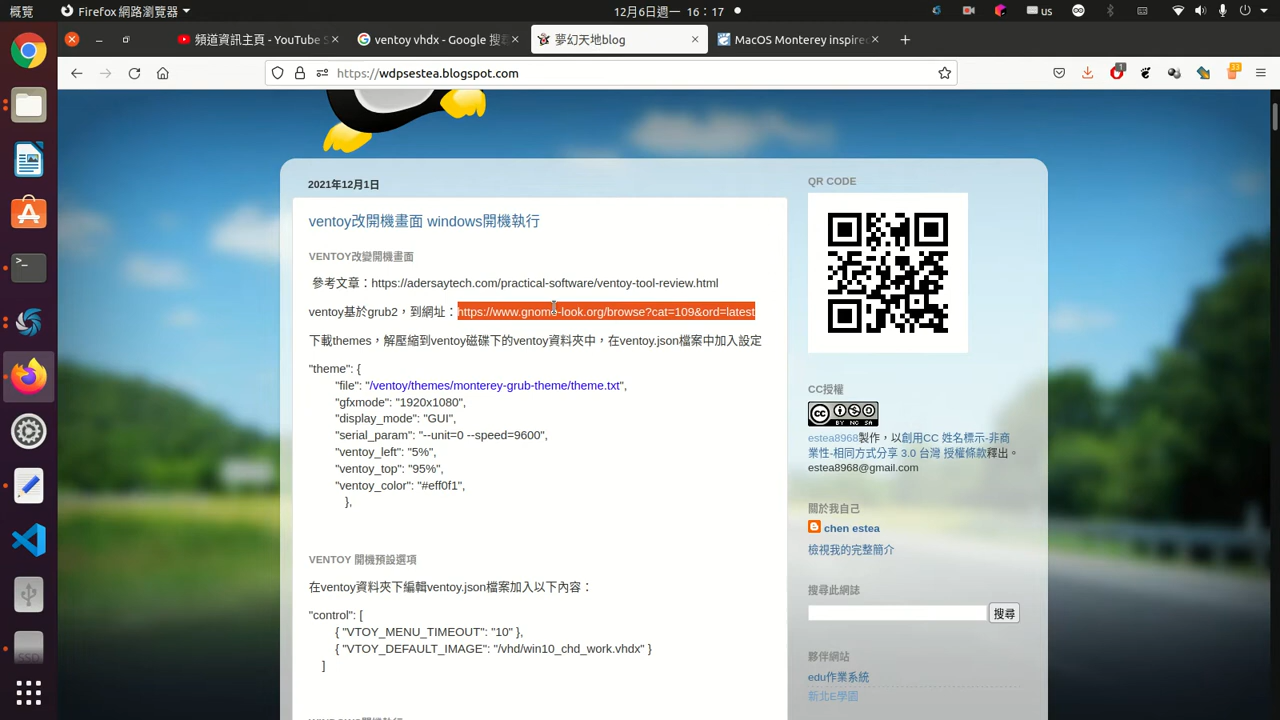 概覽 Firefox 網路瀏覽器 12月6日週一 16：17 us
頻道資訊主頁 - YouTube S
ventoy vhdx - Google 搜尋
夢幻天地blog
MacOS Monterey inspire
https://wdpsestea.blogspot.com
1
33
2021年12月1日
ventoy改開機畫面 windows開機執行
VENTOY改變開機畫面
參考文章：https://adersaytech.com/practical-software/ventoy-tool-review.html
ventoy基於grub2，到網址：https://www.gnome-look.org/browse?cat=109&ord=latest
下載themes，解壓縮到ventoy磁碟下的ventoy資料夾中，在ventoy.json檔案中加入設定
"theme": {
"file": "/ventoy/themes/monterey-grub-theme/theme.txt",
"gfxmode": "1920x1080",
"display_mode": "GUI",
"serial_param": "--unit=0 --speed=9600",
"ventoy_left": "5%",
"ventoy_top": "95%",
"ventoy_color": "#eff0f1",
},
VENTOY 開機預設選項
在ventoy資料夾下編輯ventoy.json檔案加入以下內容：
"control": [
{ "VTOY_MENU_TIMEOUT": "10" },
{ "VTOY_DEFAULT_IMAGE": "/vhd/win10_chd_work.vhdx" }
]
QR CODE
CC授權
CC BY NC SA
estea8968製作，以創用CC 姓名標示-非商
業性-相同方式分享 3.0 台灣 授權條款釋出。
estea8968@gmail.com
關於我自己
chen estea
檢視我的完整簡介
搜尋此網誌
搜尋
夥伴網站
edu作業系統
新北E學園
SSD